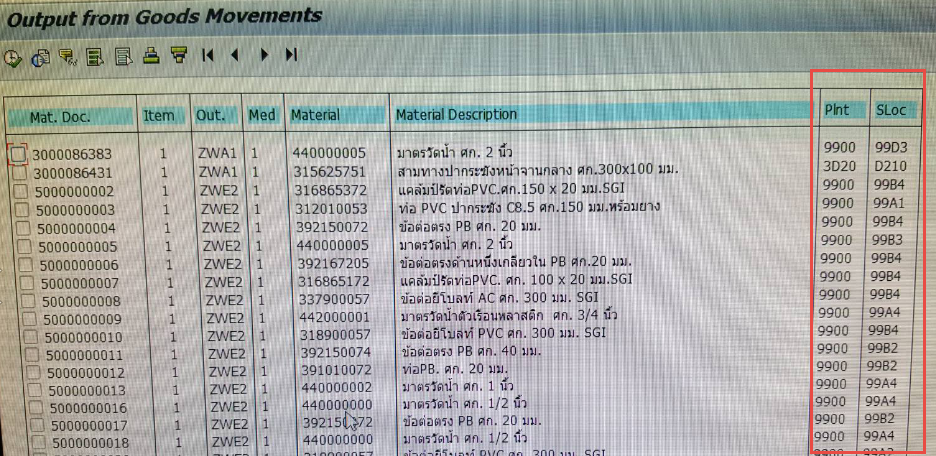 Output from Goods Movements
Mat. Doc. Item Out. Med Material Material Description Plnt SLoc
3000086383 1 ZWA1 1 440000005 มาตรวัดน้ำ ศก. 2 นิ้ว 9900 99D3
3000086431 1 ZWA1 1 315625751 สามทางปากระฆังหน้าจานกลาง ศก.300x100 มม. 3D20 D210
5000000002 1 ZWE2 1 316865372 แคล้มป์รัดท่อPVC.ศก.150 x 20 มม.SGI 9900 99B4
5000000003 1 ZWE2 1 312010053 ท่อ PVC ปากระฆัง C8.5 ศก.150 มม.พร้อมยาง 9900 99A1
5000000004 1 ZWE2 1 392150072 ข้อต่อตรง PB ศก. 20 มม. 9900 99B4
5000000005 1 ZWE2 1 440000005 มาตรวัดน้ำ ศก. 2 นิ้ว 9900 99B3
5000000006 1 ZWE2 1 392167205 ข้อต่อตรงด้านหนึ่งเกลียวใน PB ศก.20 มม. 9900 99B4
5000000007 1 ZWE2 1 316865172 แคล้มป์รัดท่อPVC. ศก. 100 x 20 มม.SGI 9900 99B4
5000000008 1 ZWE2 1 337900057 ข้อต่อยีโบลท์ AC ศก. 300 มม. SGI 9900 99B4
5000000009 1 ZWE2 1 442000001 มาตรวัดน้ำตัวเรือนพลาสติก ศก. 3/4 นิ้ว 9900 99A4
5000000010 1 ZWE2 1 318900057 ข้อต่อยีโบลท์ PVC ศก. 300 มม. SGI 9900 99B4
5000000011 1 ZWE2 1 392150074 ข้อต่อตรง PB ศก. 40 มม. 9900 99B2
5000000012 1 ZWE2 1 391010072 ท่อPB. ศก. 20 มม. 9900 99B2
5000000013 1 ZWE2 1 440000002 มาตรวัดน้ำ ศก. 1 นิ้ว 9900 99A4
5000000016 1 ZWE2 1 440000000 มาตรวัดน้ำ ศก. 1/2 นิ้ว 9900 99A4
5000000017 1 ZWE2 1 392150072 ข้อต่อตรง PB ศก. 20 มม. 9900 99B2
5000000018 1 ZWE2 1 440000000 มาตรวัดน้ำ ศก. 1/2 นิ้ว 9900 99A4